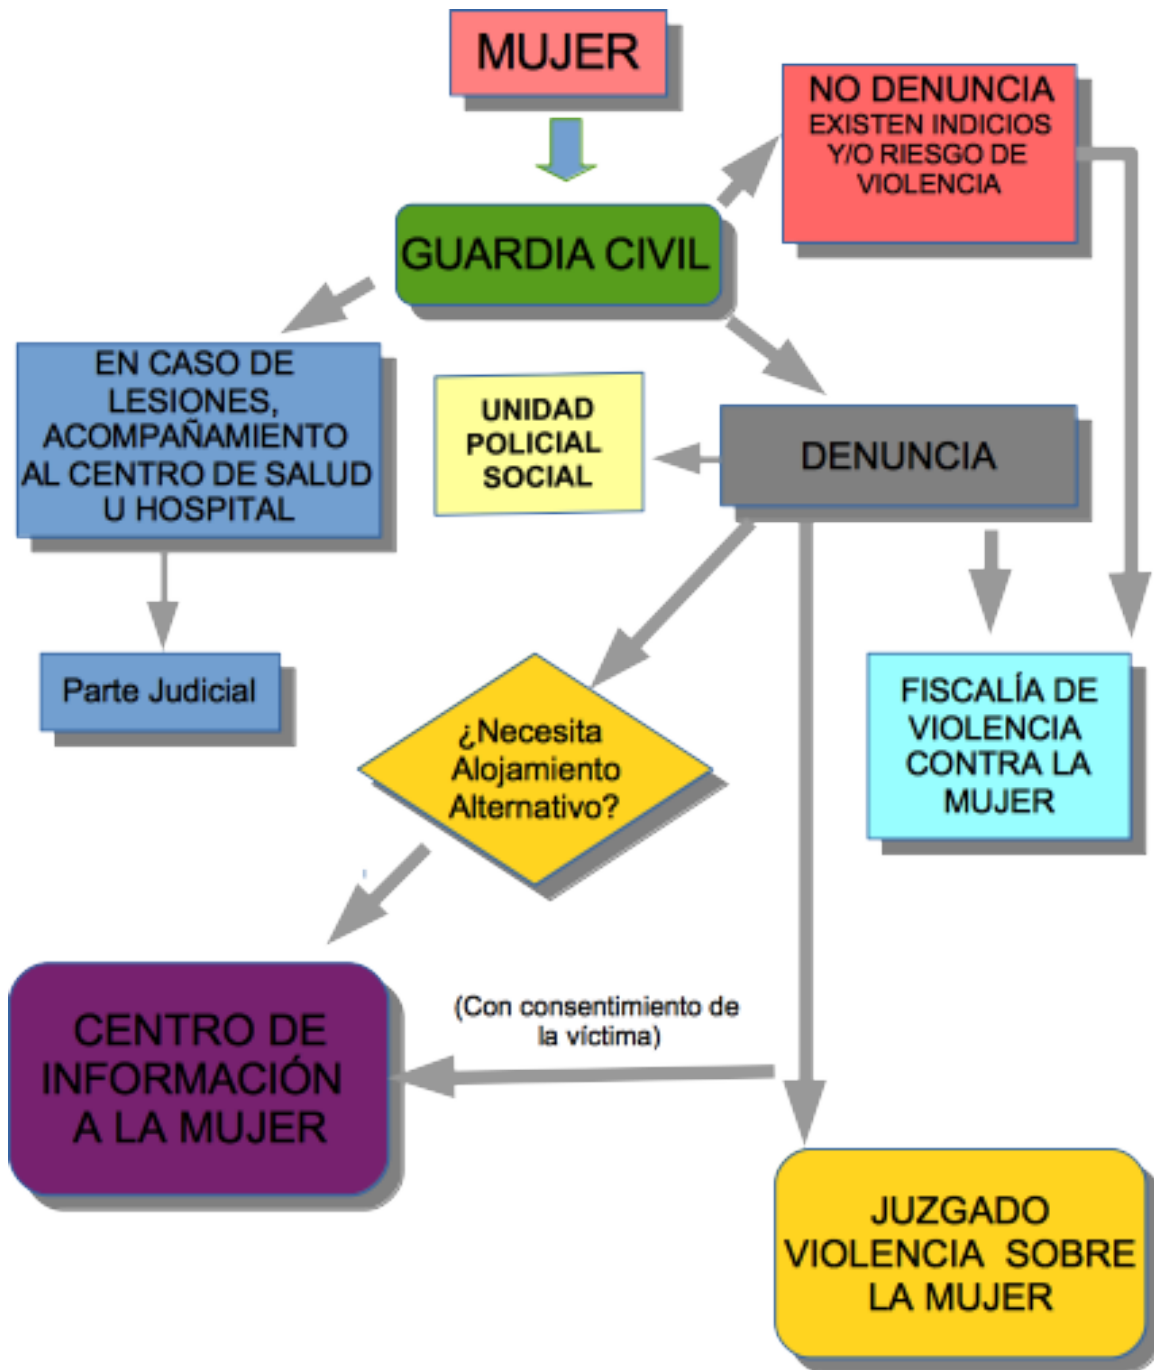 MUJER
NO DENUNCIA
EXISTEN INDICIOS
Y/O RIESGO DE
VIOLENCIA
GUARDIA CIVIL
EN CASO DE
LESIONES,
ACOMPAÑAMIENTO
AL CENTRO DE SALUD
U HOSPITAL
UNIDAD
POLICIAL
SOCIAL
DENUNCIA
Parte Judicial
¿Necesita
Alojamiento
Alternativo?
FISCALÍA DE
VIOLENCIA
CONTRA LA
MUJER
CENTRO DE
INFORMACIÓN
A LA MUJER
(Con consentimiento de
la víctima)
JUZGADO
VIOLENCIA SOBRE
LA MUJER